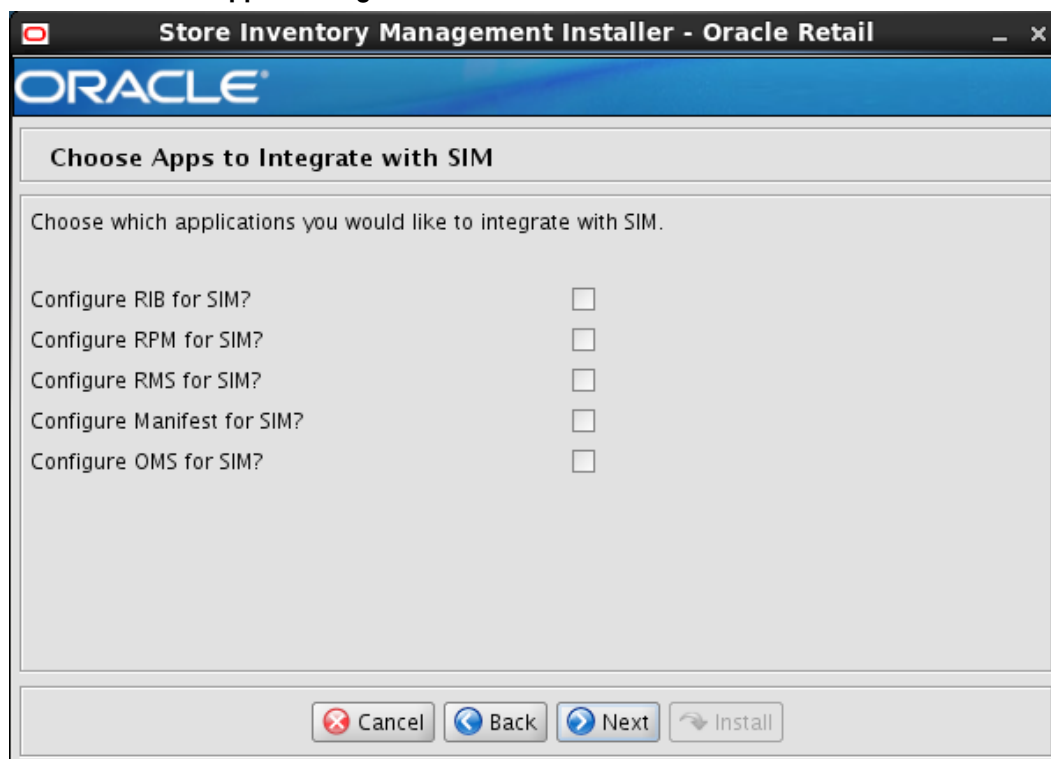 Store Inventory Management Installer - Oracle Retail
ORACLE®
Choose Apps to Integrate with SIM
Choose which applications you would like to integrate with SIM.
Configure RIB for SIM?
Configure RPM for SIM?
Configure RMS for SIM?
Configure Manifest for SIM?
Configure OMS for SIM?
Cancel Back Next Install